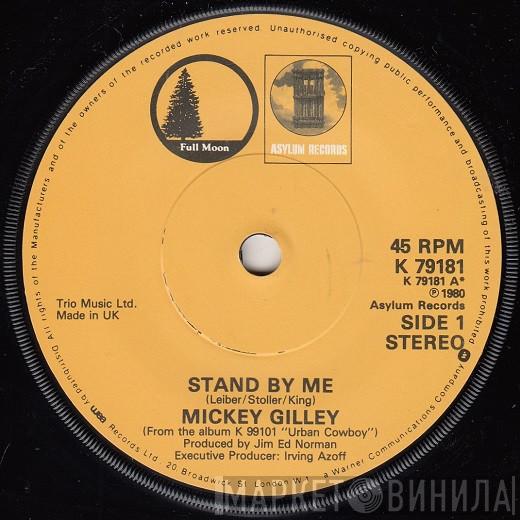 All rights of the Manufacturers and of the owners of the recorded work reserved. Unauthorised copying public performance and broadcasting of this work prohibited
Full Moon
ASYLUM RECORDS
45 RPM
K 79181
K 79181 A*
℗ 1980
Asylum Records
SIDE 1
STEREO
Trio Music Ltd.
Made in UK
STAND BY ME
(Leiber/Stoller/King)
MICKEY GILLEY
(From the album K 99101 "Urban Cowboy")
Produced by Jim Ed Norman
Executive Producer: Irving Azoff
Distributed by wea Records Ltd. 20 Broadwick St. London W1. a Warner Communications Company
МАРКЕТ ВИНИЛА